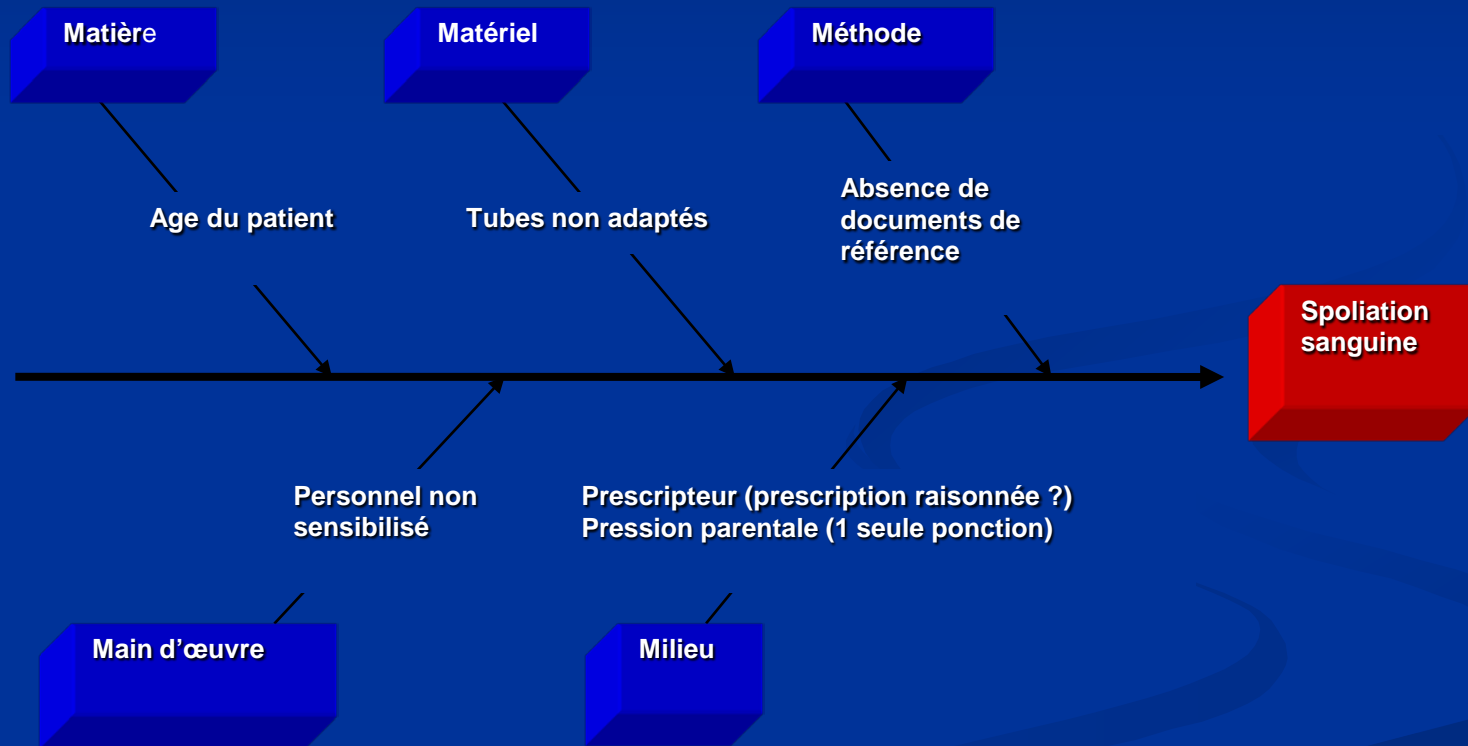 Matière
Matériel
Méthode
Age du patient
Tubes non adaptés
Absence de
documents de
référence
Spoliation
sanguine
Personnel non
sensibilisé
Prescripteur (prescription raisonnée ?)
Pression parentale (1 seule ponction)
Main d’œuvre
Milieu